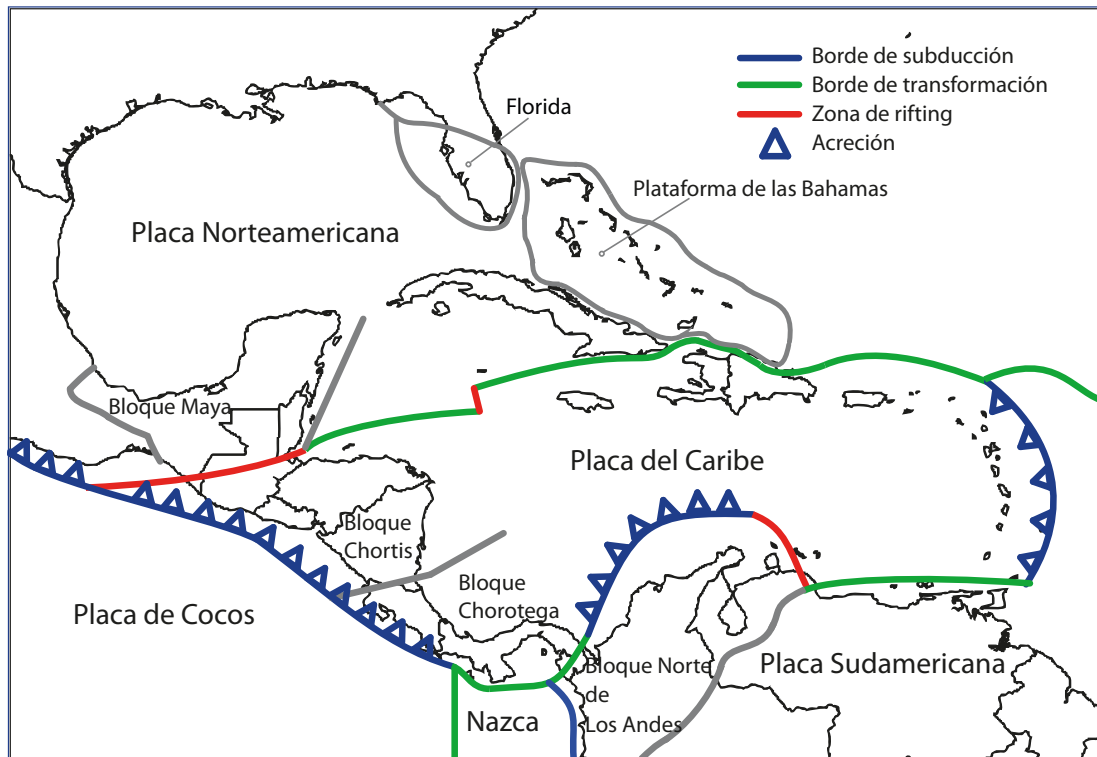 Borde de subducción
Borde de transformación
Zona de rifting
Acreción
Florida
Plataforma de las Bahamas
Placa Norteamericana
Bloque Maya
Placa del Caribe
Bloque
Chortis
Bloque
Chorotega
Placa de Cocos
Bloque Norte
de
Los Andes
Placa Sudamericana
Nazca